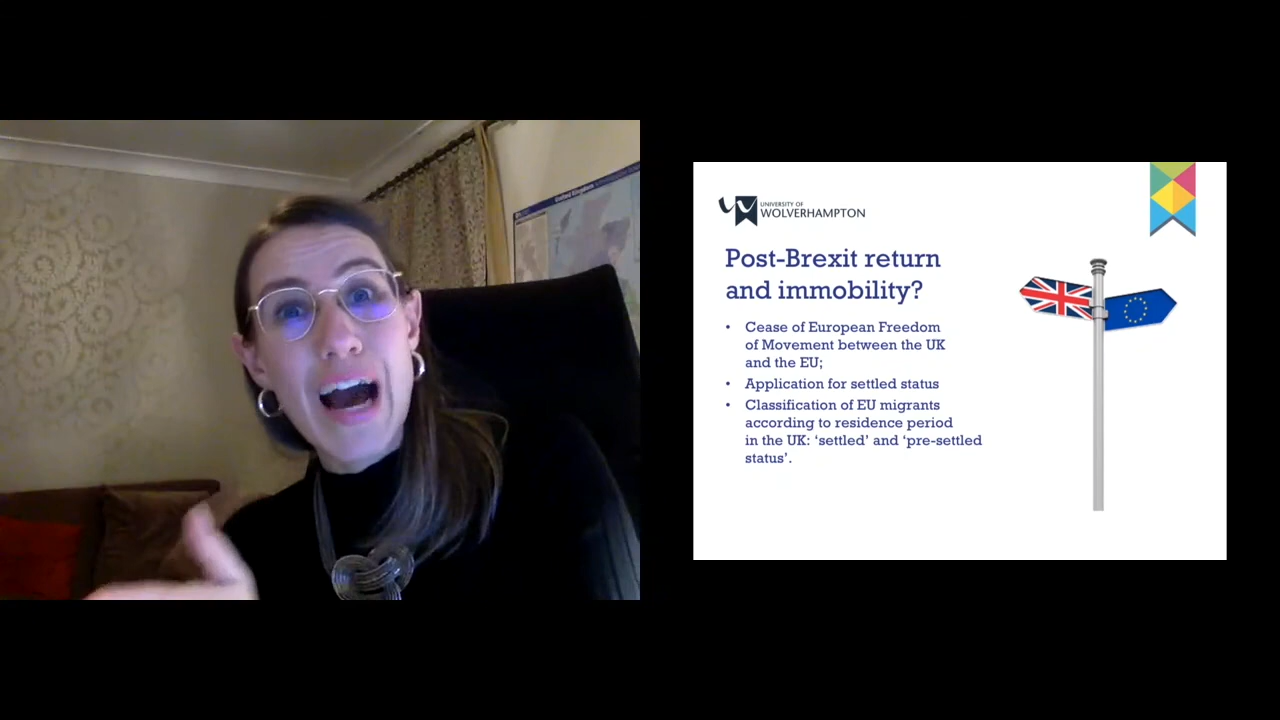 United Kingdom
UNIVERSITY OF
WOLVERHAMPTON
Post-Brexit return
and immobility?
• Cease of European Freedom
of Movement between the UK
and the EU;
• Application for settled status
• Classification of EU migrants
according to residence period
in the UK: ‘settled’ and ‘pre-settled
status’.